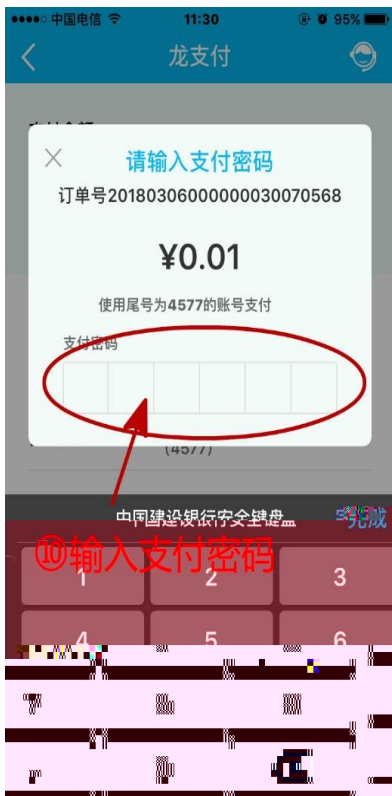 中国电信 11:30 95%
龙支付
×
请输入支付密码
订单号20180306000000030070568
¥0.01
使用尾号为4577的账号支付
支付密码
(4577)
中国建设银行安全键盘 完成
⑩输入支付密码
1 2 3
4 5 6